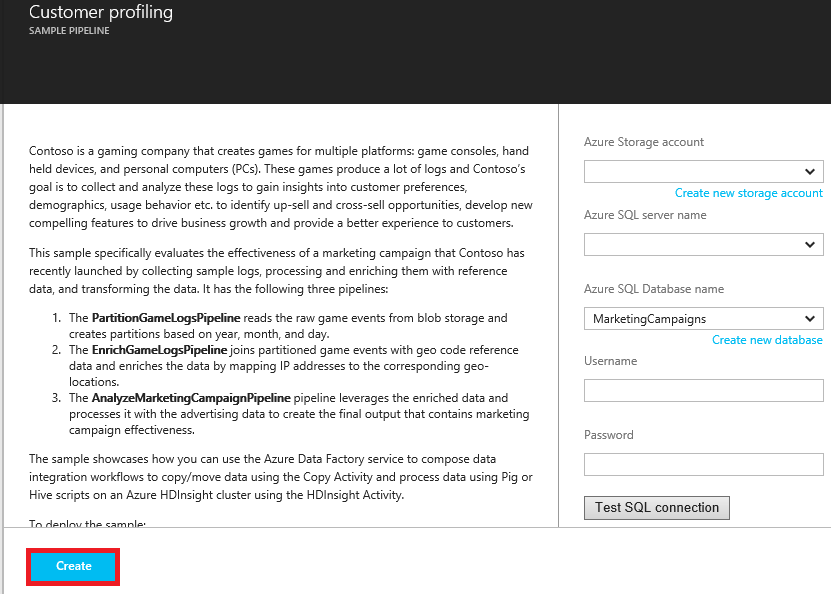 Customer profiling
SAMPLE PIPELINE
Contoso is a gaming company that creates games for multiple platforms: game consoles, hand
held devices, and personal computers (PCs). These games produce a lot of logs and Contoso's
goal is to collect and analyze these logs to gain insights into customer preferences,
demographics, usage behavior etc. to identify up-sell and cross-sell opportunities, develop new
compelling features to drive business growth and provide a better experience to customers.
This sample specifically evaluates the effectiveness of a marketing campaign that Contoso has
recently launched by collecting sample logs, processing and enriching them with reference
data, and transforming the data. It has the following three pipelines:
1. The PartitionGameLogsPipeline reads the raw game events from blob storage and
creates partitions based on year, month, and day.
2. The EnrichGameLogsPipeline joins partitioned game events with geo code reference
data and enriches the data by mapping IP addresses to the corresponding geo-
locations.
3. The AnalyzeMarketingCampaignPipeline pipeline leverages the enriched data and
processes it with the advertising data to create the final output that contains marketing
campaign effectiveness.
The sample showcases how you can use the Azure Data Factory service to compose data
integration workflows to copy/move data using the Copy Activity and process data using Pig or
Hive scripts on an Azure HDInsight cluster using the HDInsight Activity.
To deploy the sample:
Azure Storage account
Create new storage account
Azure SQL server name
Azure SQL Database name
MarketingCampaigns
Create new database
Username
Password
Test SQL connection
Create